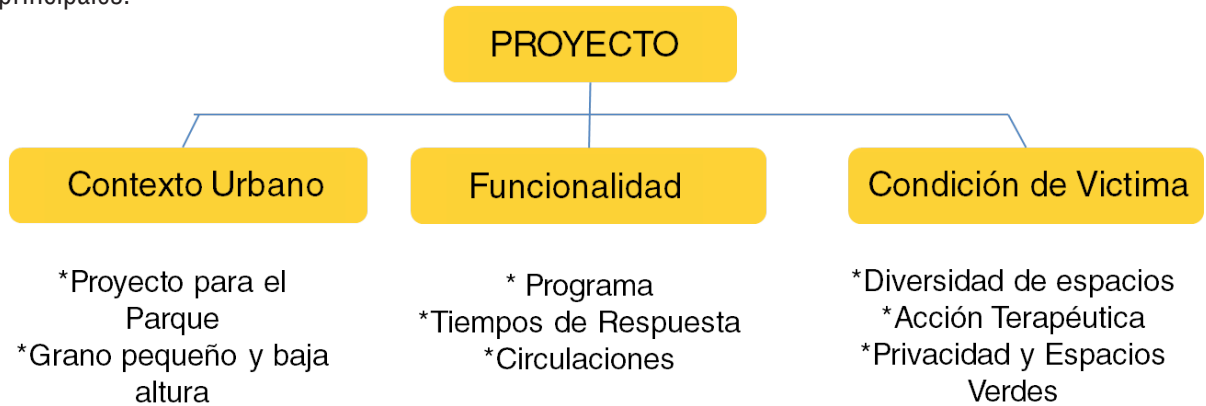 principales.
PROYECTO
Contexto Urbano
*Proyecto para el
Parque
*Grano pequeño y baja
altura
Funcionalidad
* Programa
*Tiempos de Respuesta
*Circulaciones
Condición de Victima
*Diversidad de espacios
*Acción Terapéutica
*Privacidad y Espacios
Verdes